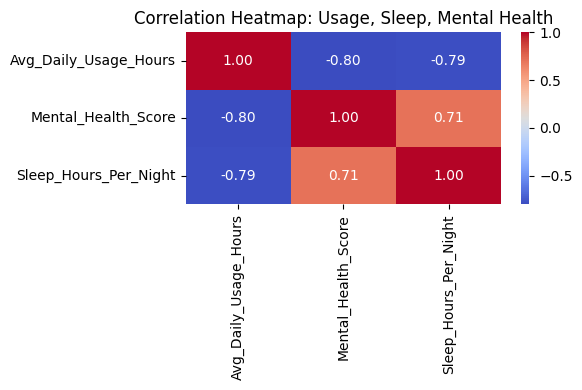 Correlation Heatmap: Usage, Sleep, Mental Health
Avg_Daily_Usage_Hours
1.00
-0.80
-0.79
Mental_Health_Score
-0.80
1.00
0.71
Sleep_Hours_Per_Night
-0.79
0.71
1.00
Avg_Daily_Usage_Hours
Mental_Health_Score
Sleep_Hours_Per_Night
1.0
0.5
0.0
−0.5